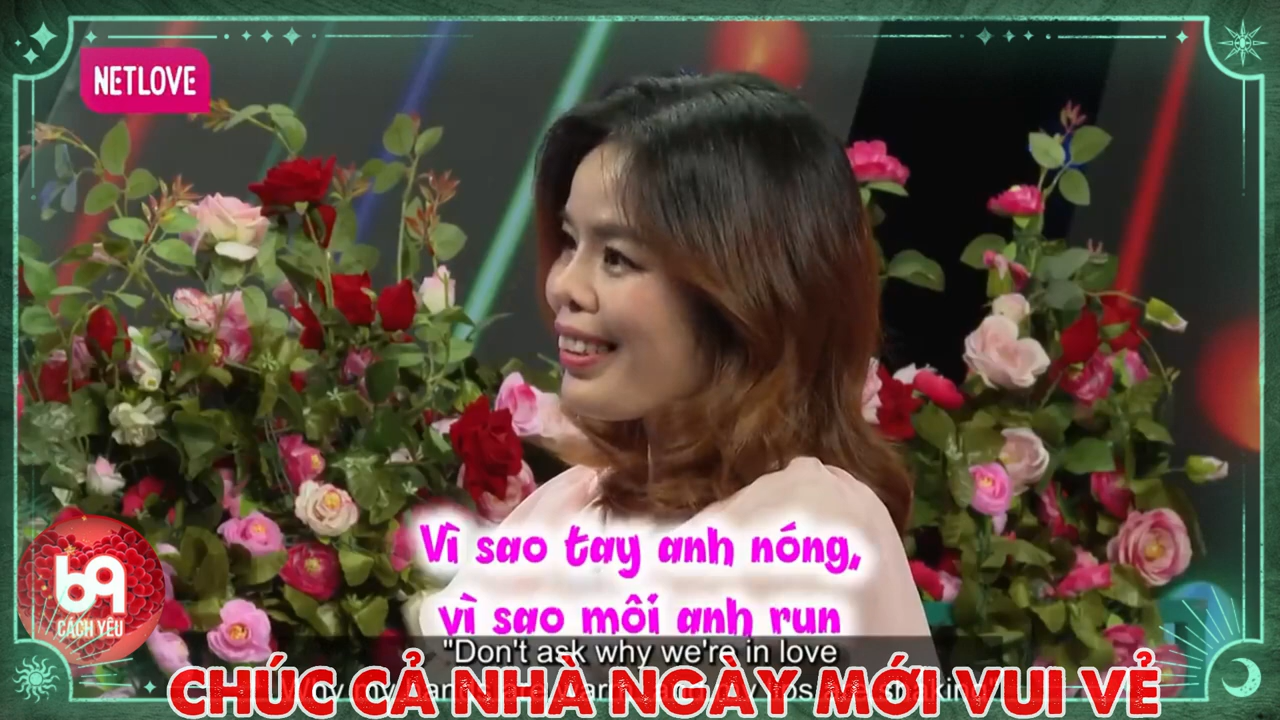 NETLOVE
Vì sao tay anh nóng,
vì sao môi anh run
"Don't ask why we're in love
CHÚC CẢ NHÀ NGÀY MỚI VUI VẺ
69
CÁCH YÊU